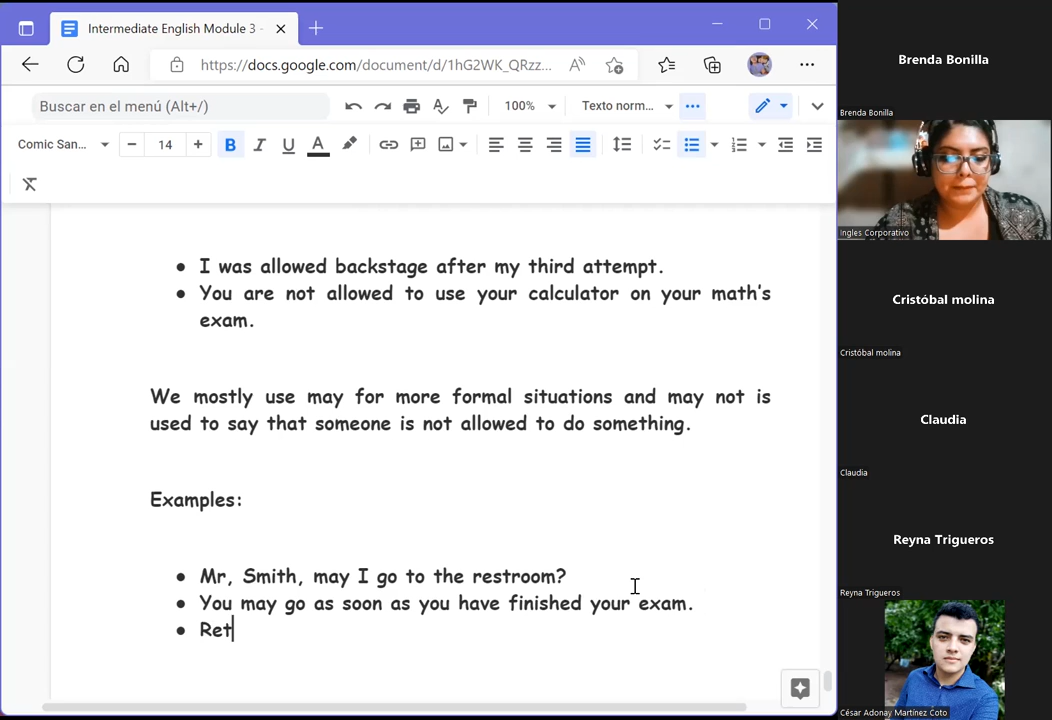 Intermediate English Module 3 -
https://docs.google.com/document/d/1hG2WK_QRzz...
Buscar en el menú (Alt+/)
100%
Texto norm...
Comic San...
14
B
I
U
A
• I was allowed backstage after my third attempt.
• You are not allowed to use your calculator on your math's
exam.
We mostly use may for more formal situations and may not is
used to say that someone is not allowed to do something.
Examples:
• Mr, Smith, may I go to the restroom?
• You may go as soon as you have finished your exam.
• Ret
Brenda Bonilla
Brenda Bonilla
Ingles Corporativo
Cristóbal molina
Cristóbal molina
Claudia
Claudia
Reyna Trigueros
Reyna Trigueros
César Adonay Martínez Coto